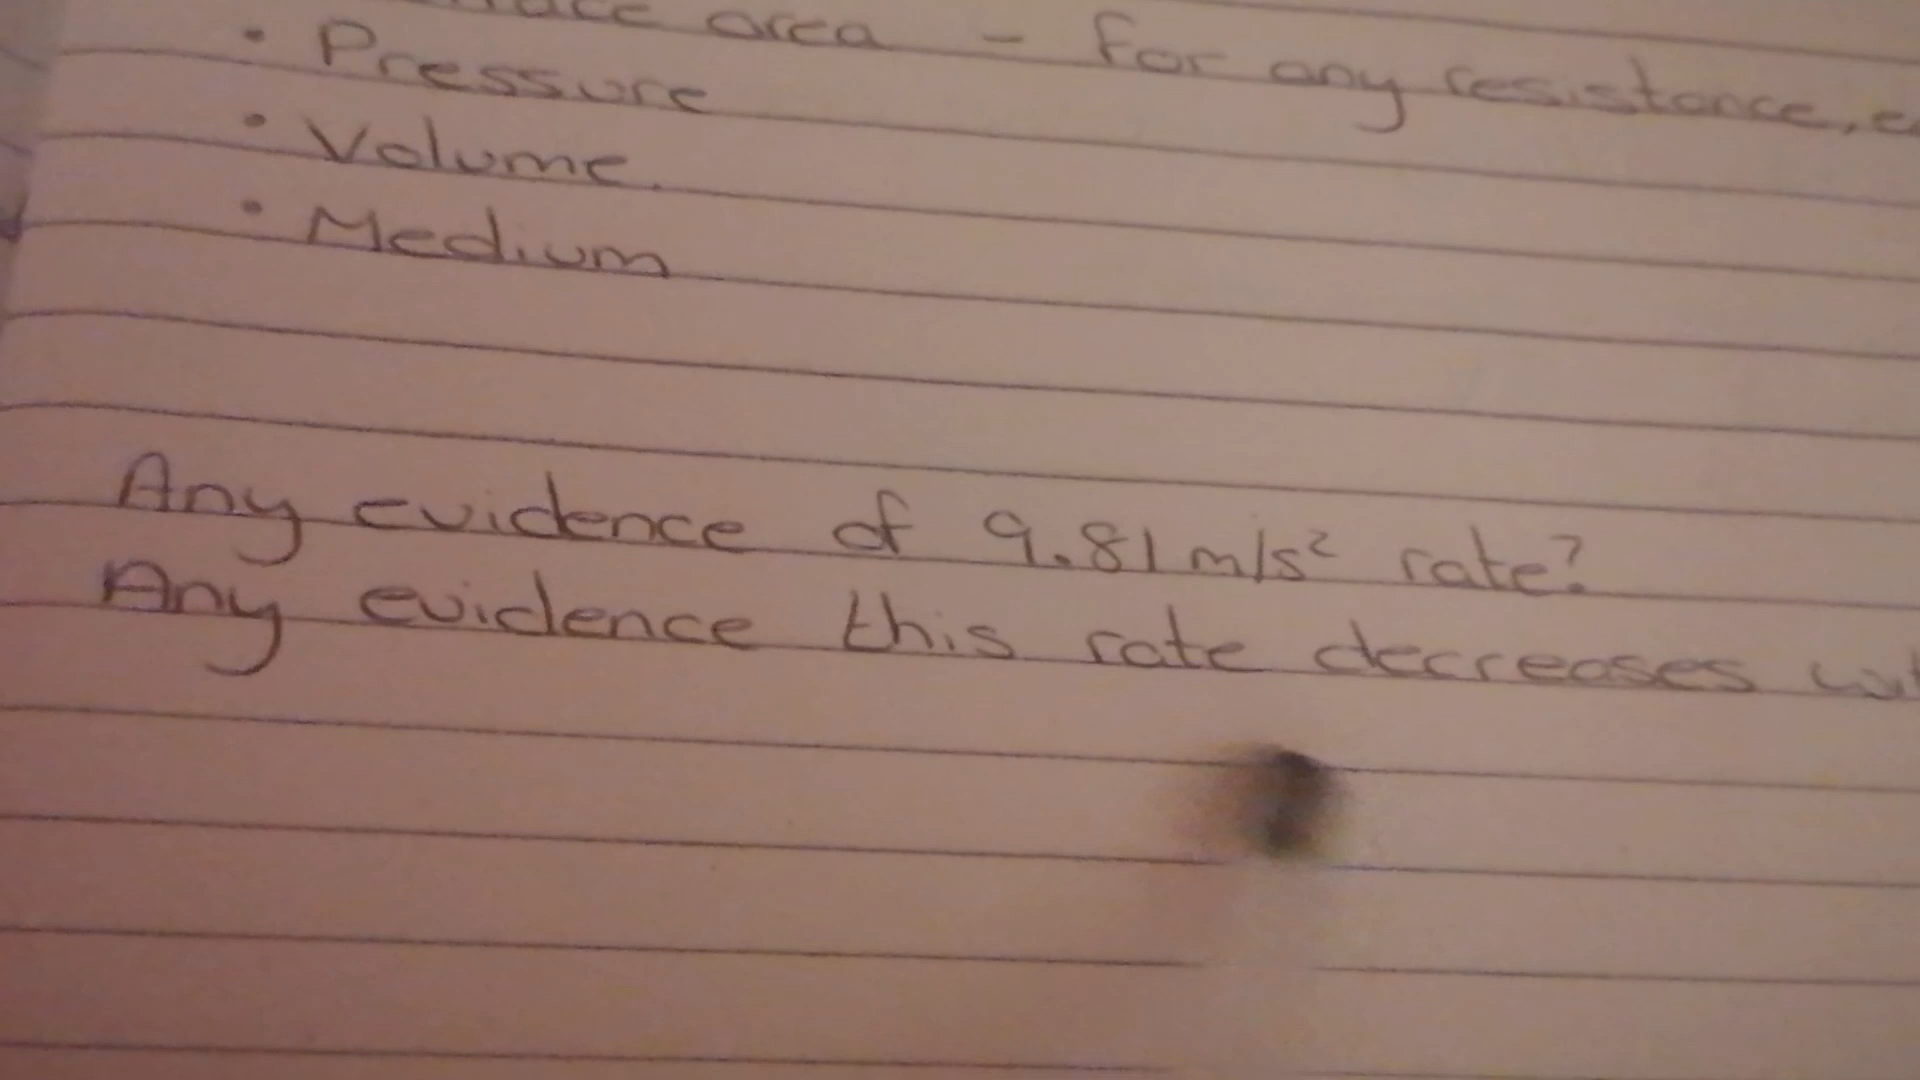 area - for any resistance,
• Pressure
• Volume.
• Medium
Any evidence of 9.81 m/s² rate?
Any evidence this rate decreases